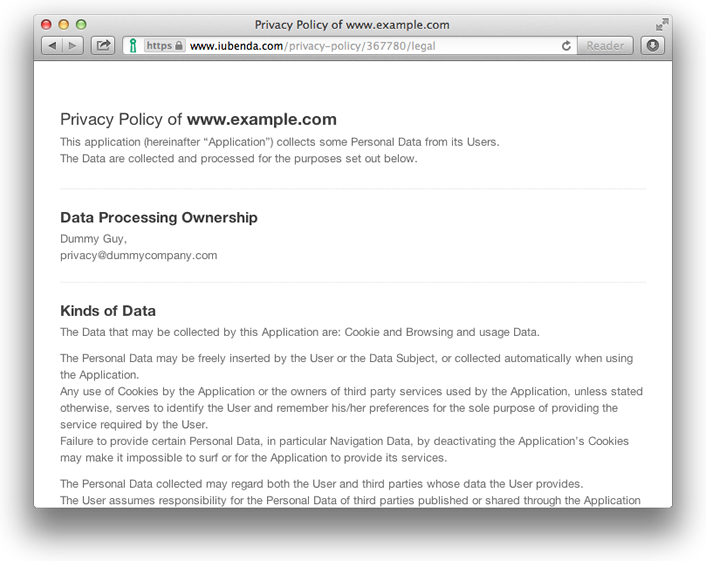 Privacy Policy of www.example.com
https www.iubenda.com/privacy-policy/367780/legal Reader
Privacy Policy of www.example.com
This application (hereinafter “Application”) collects some Personal Data from its Users.
The Data are collected and processed for the purposes set out below.
Data Processing Ownership
Dummy Guy,
privacy@dummycompany.com
Kinds of Data
The Data that may be collected by this Application are: Cookie and Browsing and usage Data.
The Personal Data may be freely inserted by the User or the Data Subject, or collected automatically when using
the Application.
Any use of Cookies by the Application or the owners of third party services used by the Application, unless stated
otherwise, serves to identify the User and remember his/her preferences for the sole purpose of providing the
service required by the User.
Failure to provide certain Personal Data, in particular Navigation Data, by deactivating the Application's Cookies
may make it impossible to surf or for the Application to provide its services.
The Personal Data collected may regard both the User and third parties whose data the User provides.
The User assumes responsibility for the Personal Data of third parties published or shared through the Application